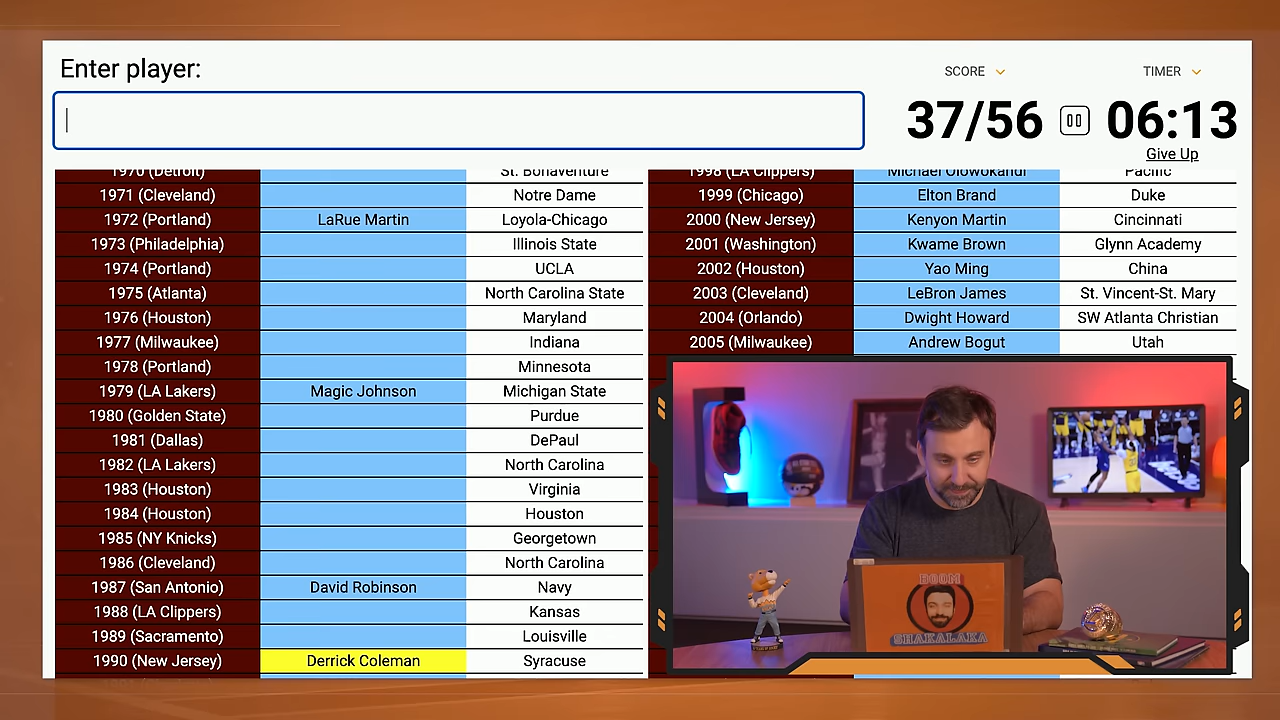 Enter player:
SCORE
TIMER
37/56
06:13
Give Up
1970 (Detroit) St. Bonaventure
1971 (Cleveland) Notre Dame
1972 (Portland) LaRue Martin Loyola-Chicago
1973 (Philadelphia) Illinois State
1974 (Portland) UCLA
1975 (Atlanta) North Carolina State
1976 (Houston) Maryland
1977 (Milwaukee) Indiana
1978 (Portland) Minnesota
1979 (LA Lakers) Magic Johnson Michigan State
1980 (Golden State) Purdue
1981 (Dallas) DePaul
1982 (LA Lakers) North Carolina
1983 (Houston) Virginia
1984 (Houston) Houston
1985 (NY Knicks) Georgetown
1986 (Cleveland) North Carolina
1987 (San Antonio) David Robinson Navy
1988 (LA Clippers) Kansas
1989 (Sacramento) Louisville
1990 (New Jersey) Derrick Coleman Syracuse
1998 (LA Clippers) Michael Olowokandi Pacific
1999 (Chicago) Elton Brand Duke
2000 (New Jersey) Kenyon Martin Cincinnati
2001 (Washington) Kwame Brown Glynn Academy
2002 (Houston) Yao Ming China
2003 (Cleveland) LeBron James St. Vincent-St. Mary
2004 (Orlando) Dwight Howard SW Atlanta Christian
2005 (Milwaukee) Andrew Bogut Utah
BOOM
SHAKALAKA